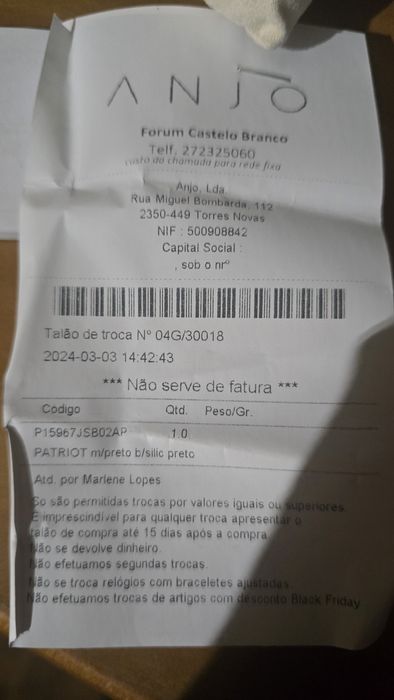 ANJO
Forum Castelo Branco
Telf. 272325060
custo da chamada para rede fixa
Anjo, Lda
Rua Miguel Bombarda, 112
2350-449 Torres Novas
NIF : 500908842
Capital Social :
, sob o nrº
Talão de troca Nº 04G/30018
2024-03-03 14:42:43
*** Não serve de fatura ***
Código Qtd. Peso/Gr.
P15967JSB02AP 1.0
PATRIOT m/preto b/silic preto
Atd. por Marlene Lopes
So são permitidas trocas por valores iguais ou superiores.
E imprescindível para qualquer troca apresentar o
talão de compra até 15 dias após a compra.
Não se devolve dinheiro.
Não efetuamos segundas trocas.
Não se troca relógios com braceletes ajustadas.
Não efetuamos trocas de artigos com desconto Black Friday